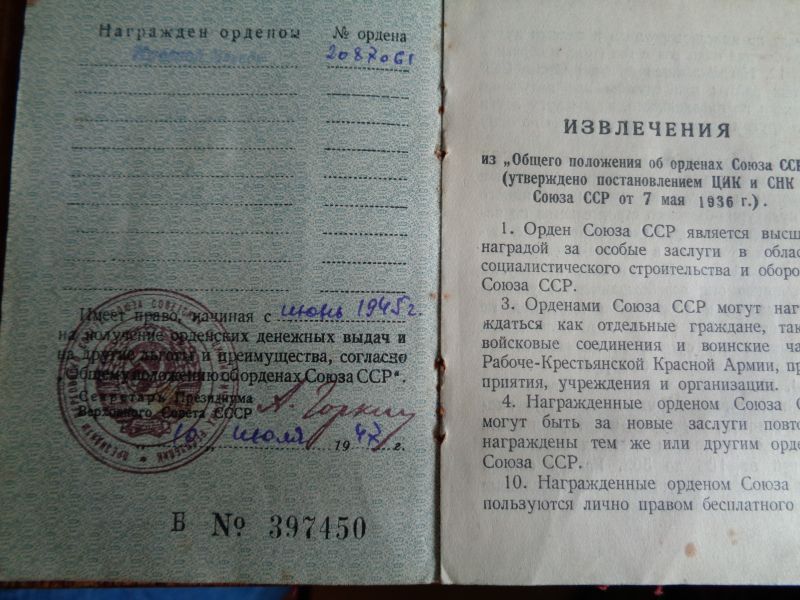 Награжден орденом № ордена
Красной Звезды 2087061
Имеет право, начиная с июнь 1945г.
на получение орденских денежных выдач и
на другие льготы и преимущества, согласно
„Общему положению об орденах Союза ССР“.
Секретарь Президиума
Верховного Совета СССР А. Горкин
„10“ июля 1947 г.
Б № 397450
ИЗВЛЕЧЕНИЯ
из „Общего положения об орденах Союза ССР
(утверждено постановлением ЦИК и СНК
Союза ССР от 7 мая 1936 г.).
1. Орден Союза ССР является высш
наградой за особые заслуги в облас
социалистического строительства и оборо
Союза ССР.
3. Орденами Союза ССР могут наг
ждаться как отдельные граждане, так
войсковые соединения и воинские ча
Рабоче-Крестьянской Красной Армии, пр
приятия, учреждения и организации.
4. Награжденные орденом Союза С
могут быть за новые заслуги повто
награждены тем же или другим орде
Союза ССР.
10. Награжденные орденом Союза
пользуются лично правом бесплатного